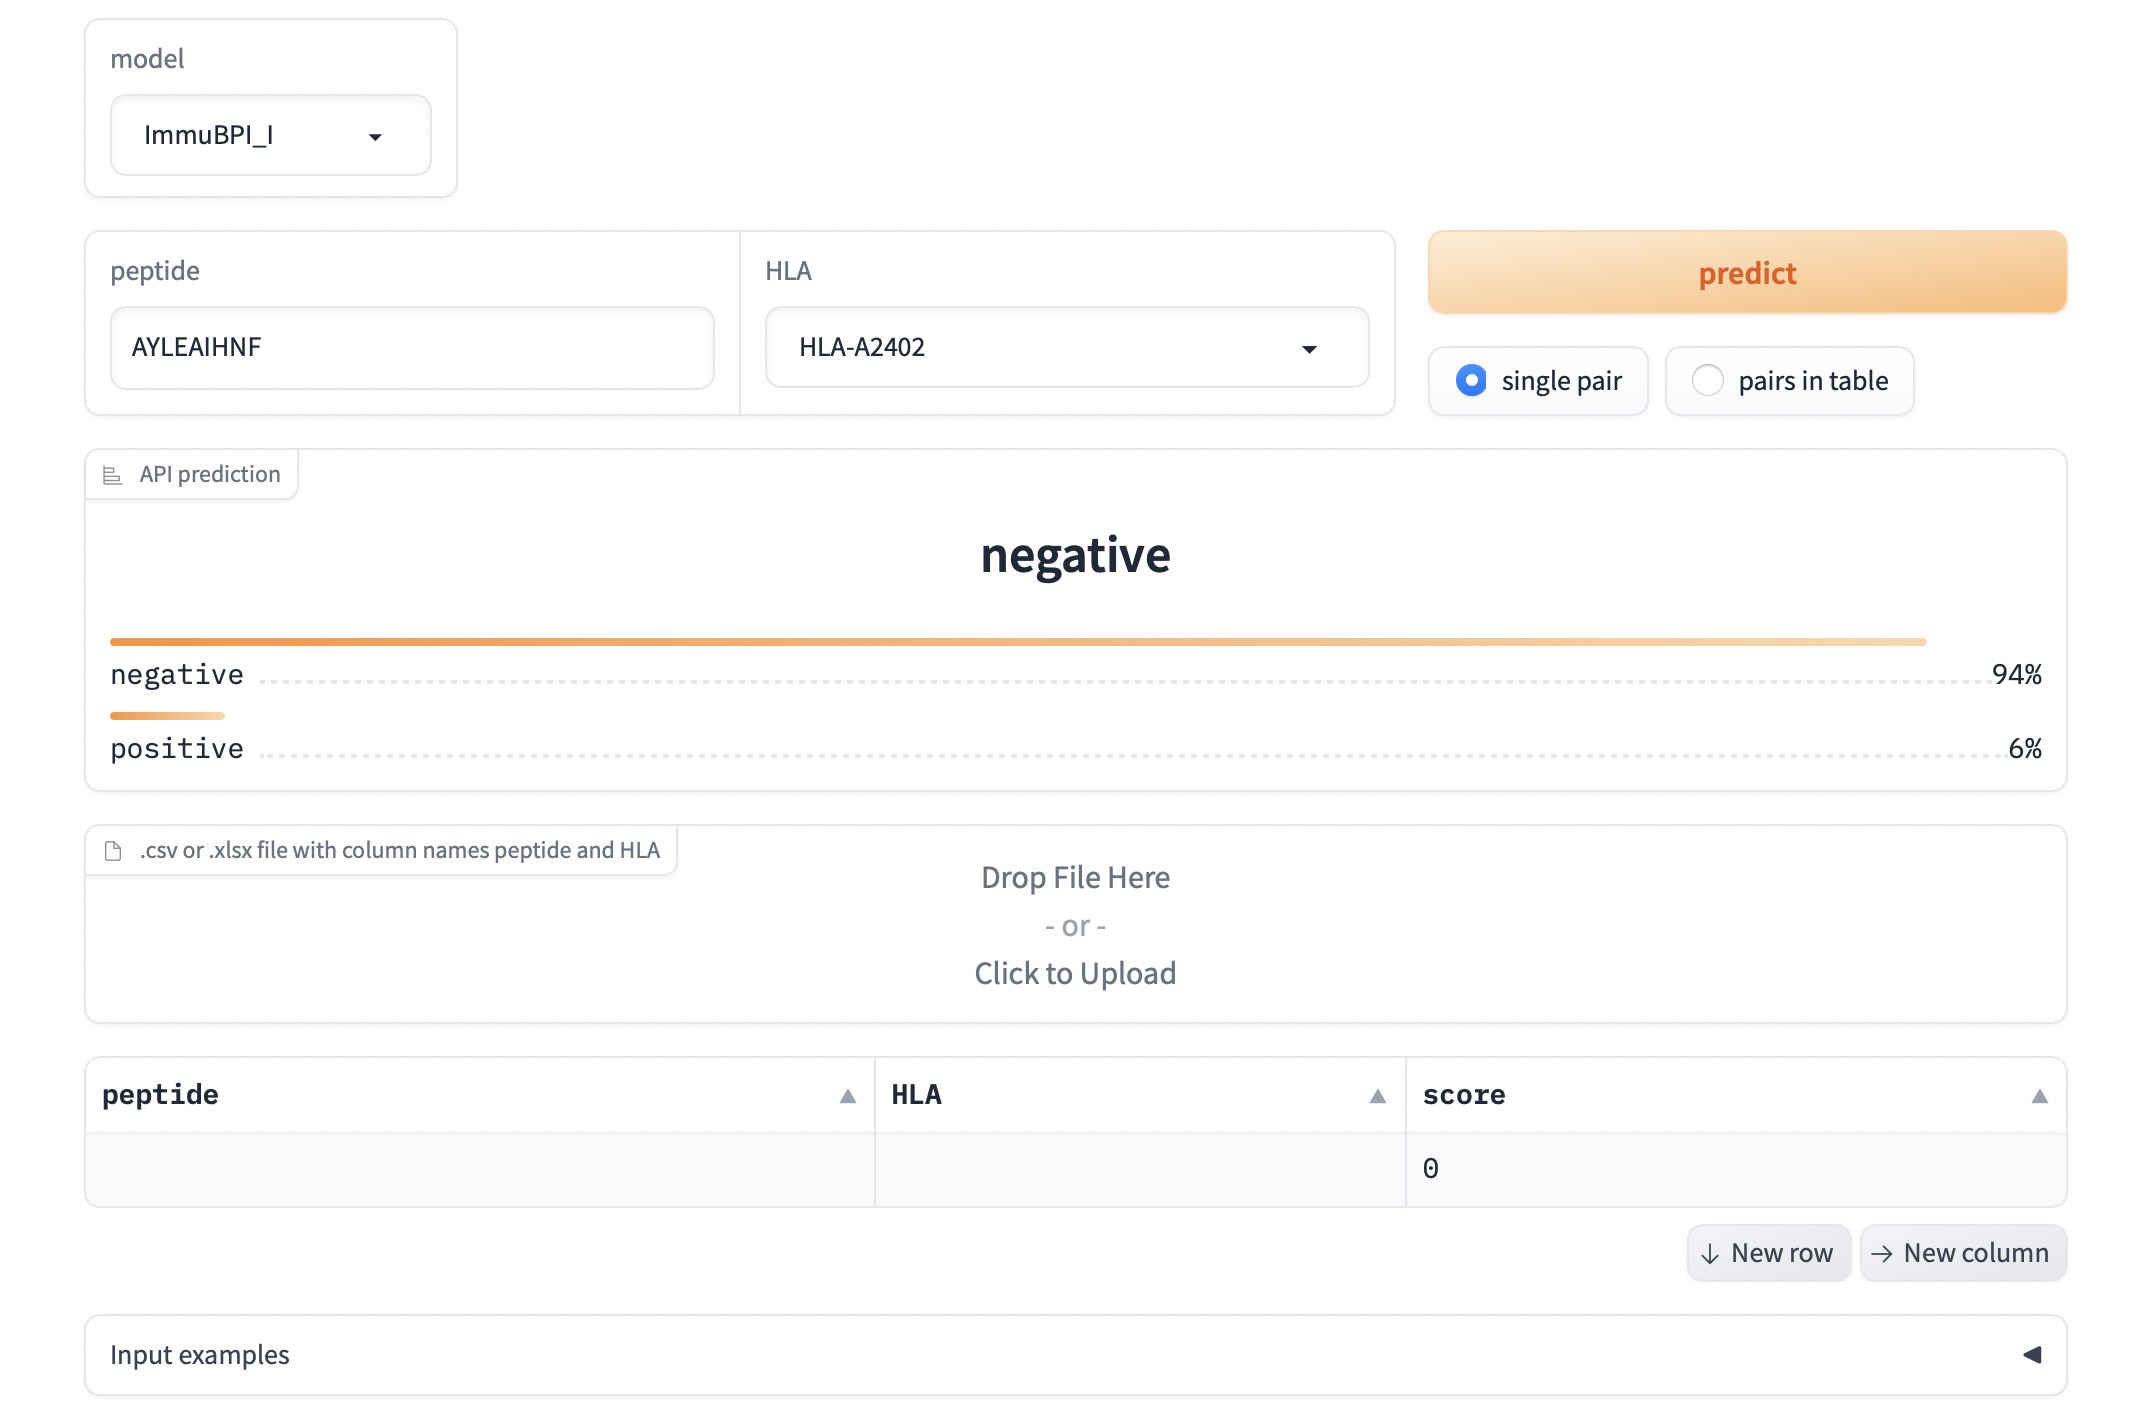 model
ImmuBPI_I
peptide
HLA
AYLEAIHNF
HLA-A2402
predict
single pair
pairs in table
API prediction
negative
negative 94%
positive 6%
.csv or .xlsx file with column names peptide and HLA
Drop File Here
- or -
Click to Upload
peptide HLA score
0
New row
New column
Input examples